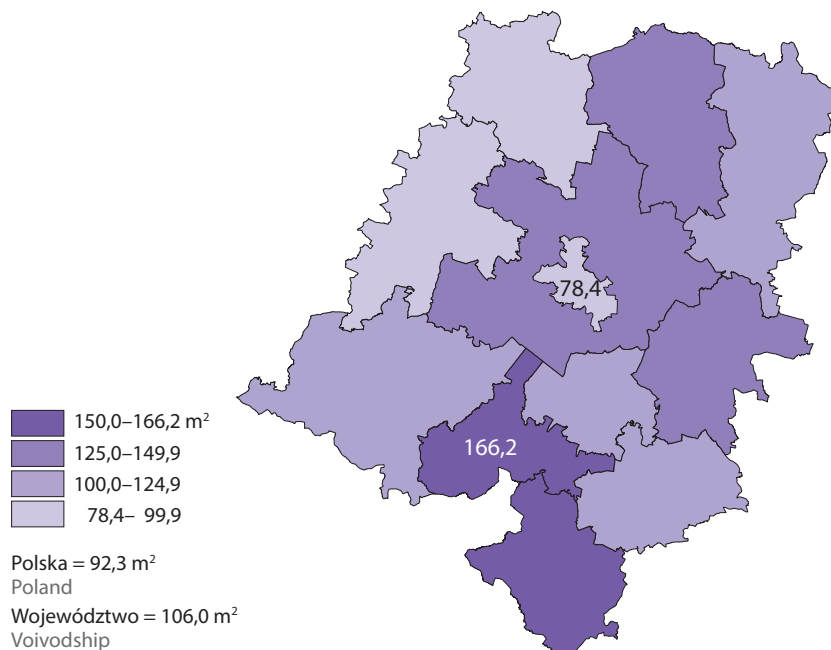 78,4
166,2
150,0–166,2 m²
125,0–149,9
100,0–124,9
78,4– 99,9
Polska = 92,3 m²
Poland
Województwo = 106,0 m²
Voivodship